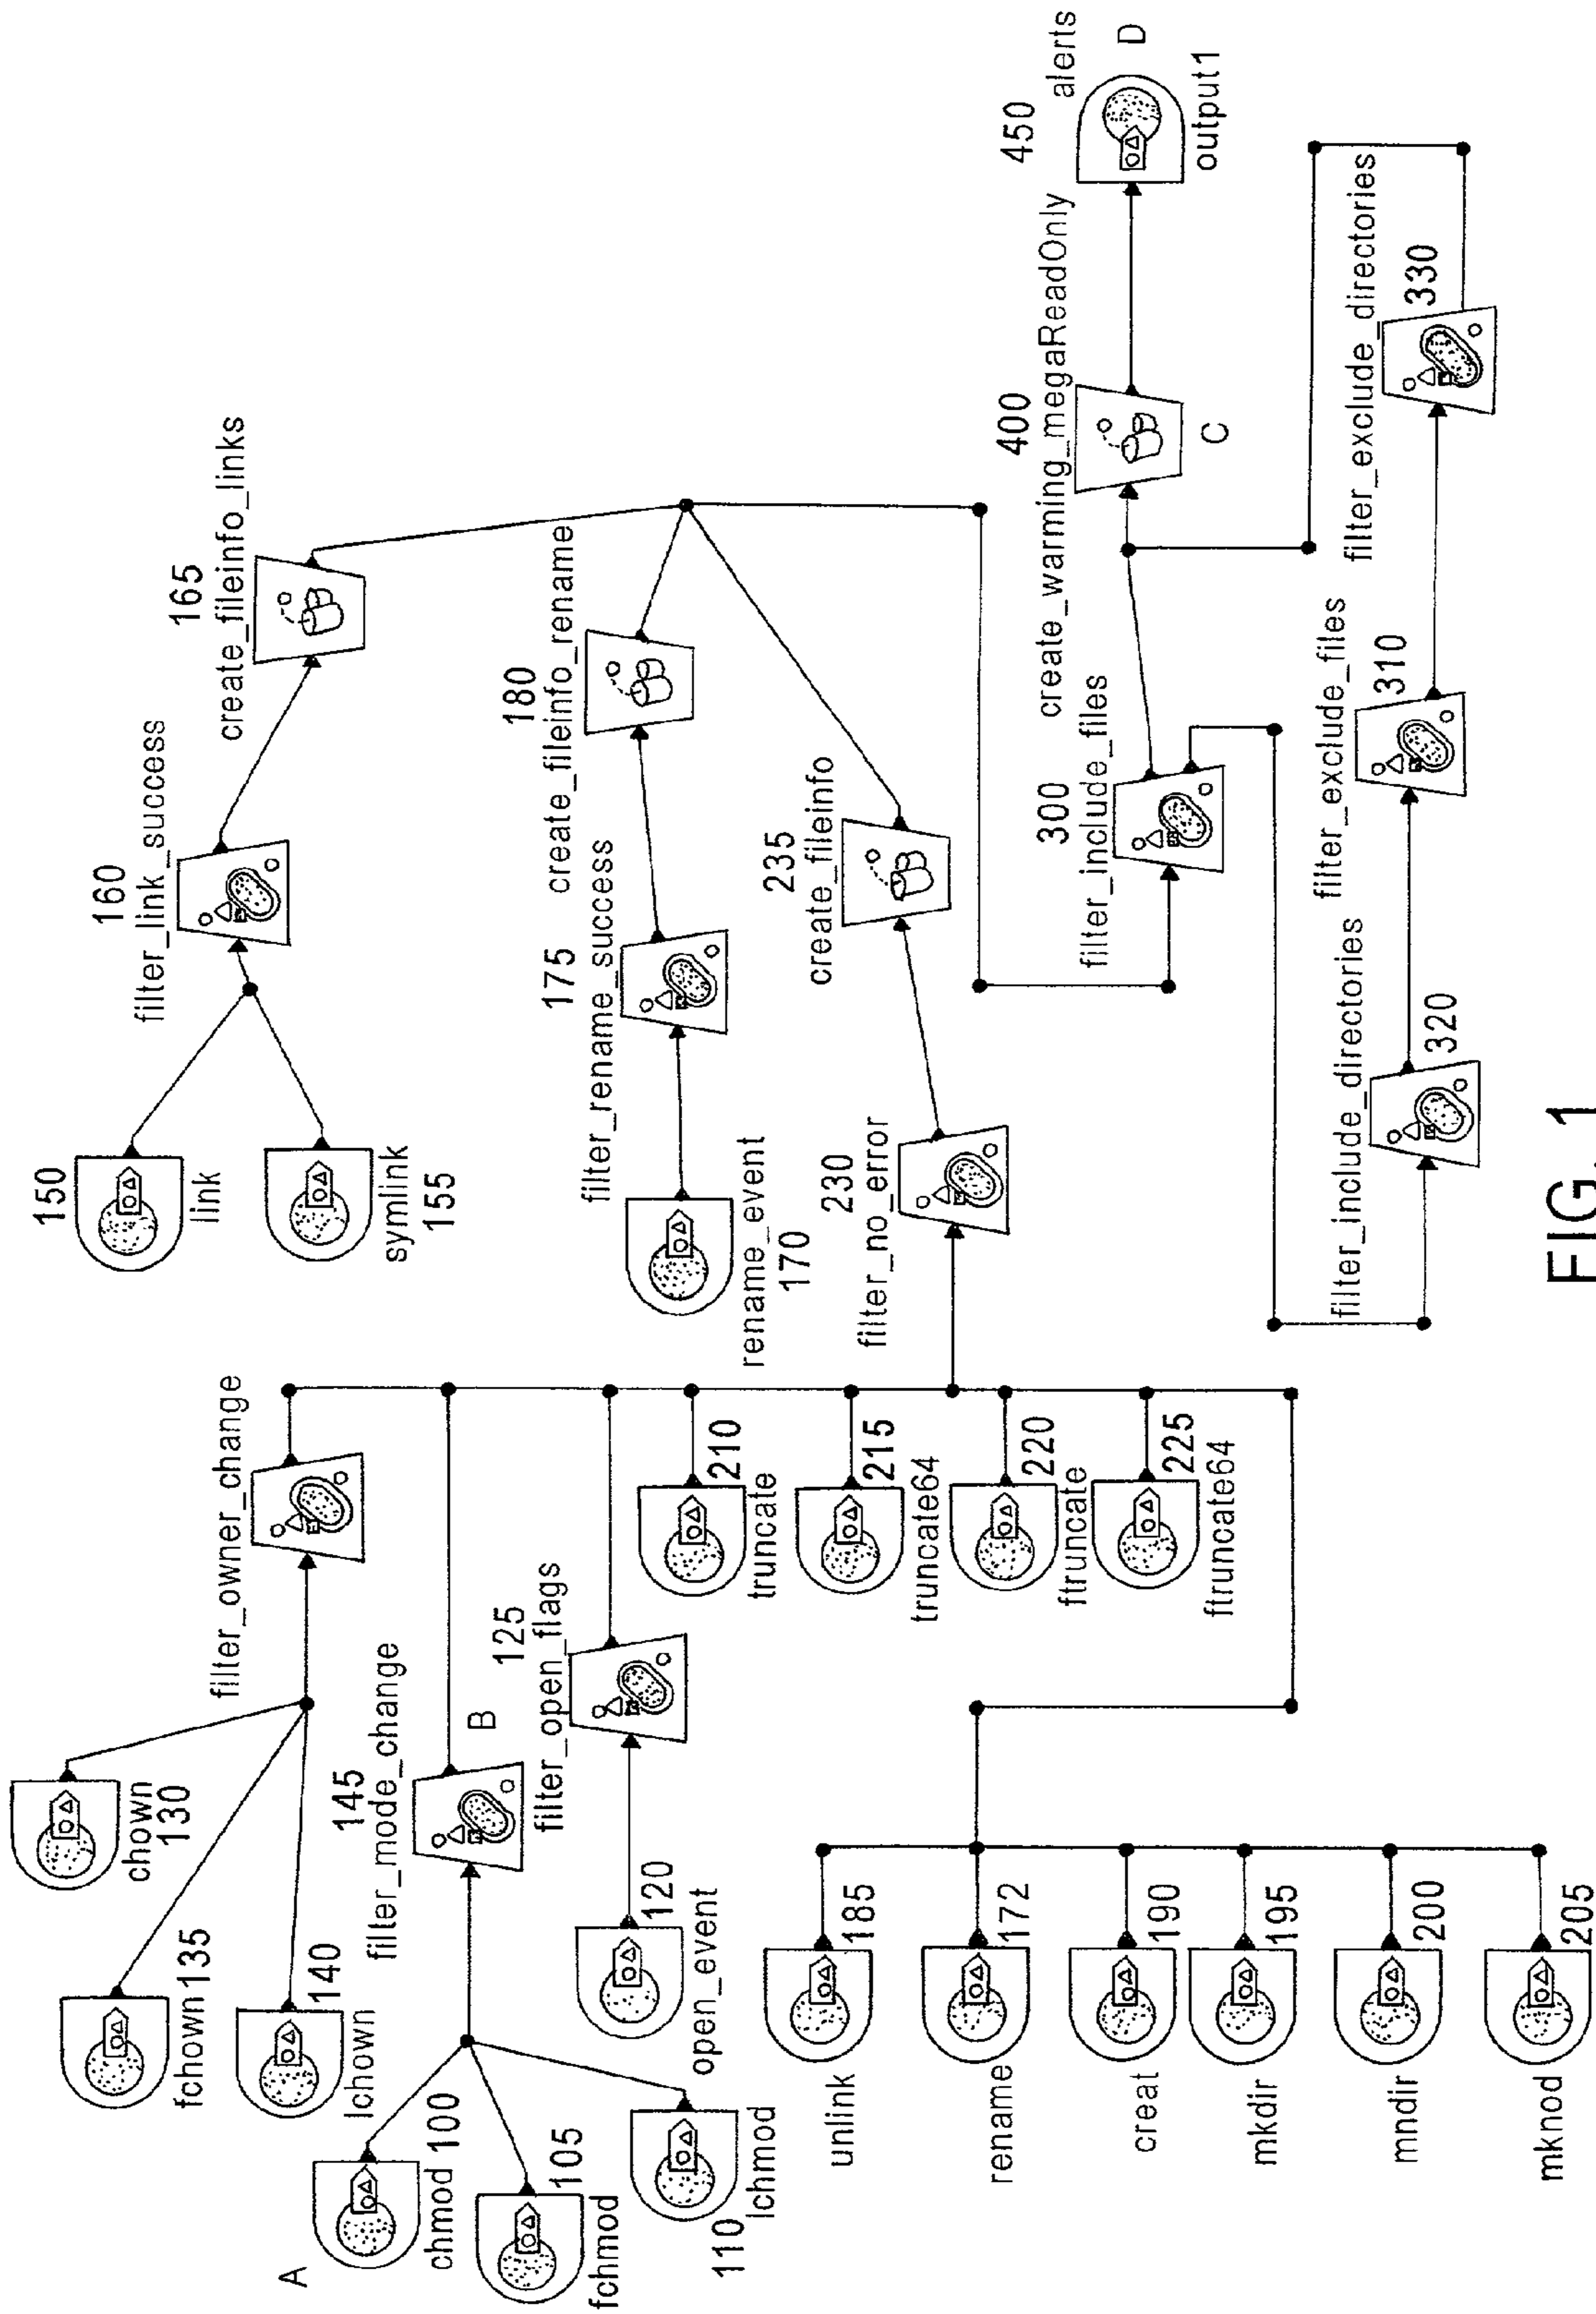 A
chmod 100
fchmod
105
110
lchmod
fchown 135
140
lchown
chown
130
filter_owner_change
145
filter_mode_change
B
125
filter_open_flags
120
open_event
210
truncate
215
truncate64
220
ftruncate
225
ftruncate64
unlink
185
rename
172
creat
190
mkdir
195
mndir
200
mknod
205
150
link
symlink
155
160
filter_link_success
165
create_fileinfo_links
rename_event
170
175
filter_rename_success
180
create_fileinfo_rename
230
filter_no_error
235
create_fileinfo
300
filter_include_files
400
create_warming_megaReadOnly
C
450
alerts
D
output1
filter_include_directories
320
filter_exclude_files
310
filter_exclude_directories
330
FIG. 1